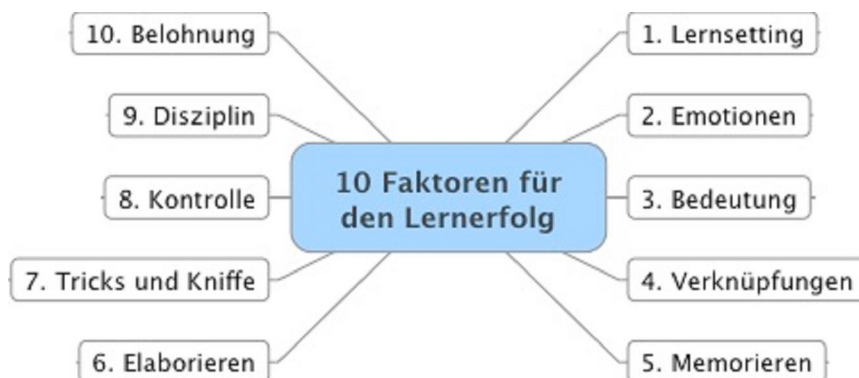 10 Faktoren für
den Lernerfolg
1. Lernsetting
2. Emotionen
3. Bedeutung
4. Verknüpfungen
5. Memorieren
6. Elaborieren
7. Tricks und Kniffe
8. Kontrolle
9. Disziplin
10. Belohnung